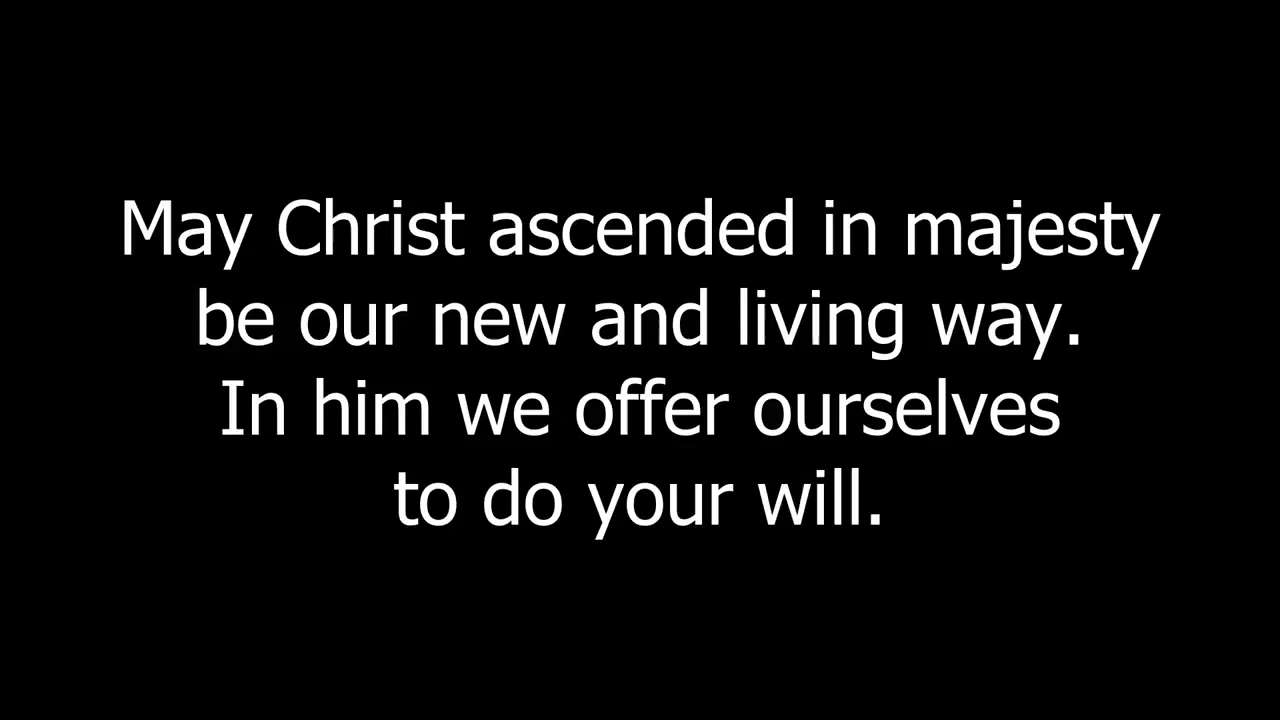 May Christ ascended in majesty
be our new and living way.
In him we offer ourselves
to do your will.